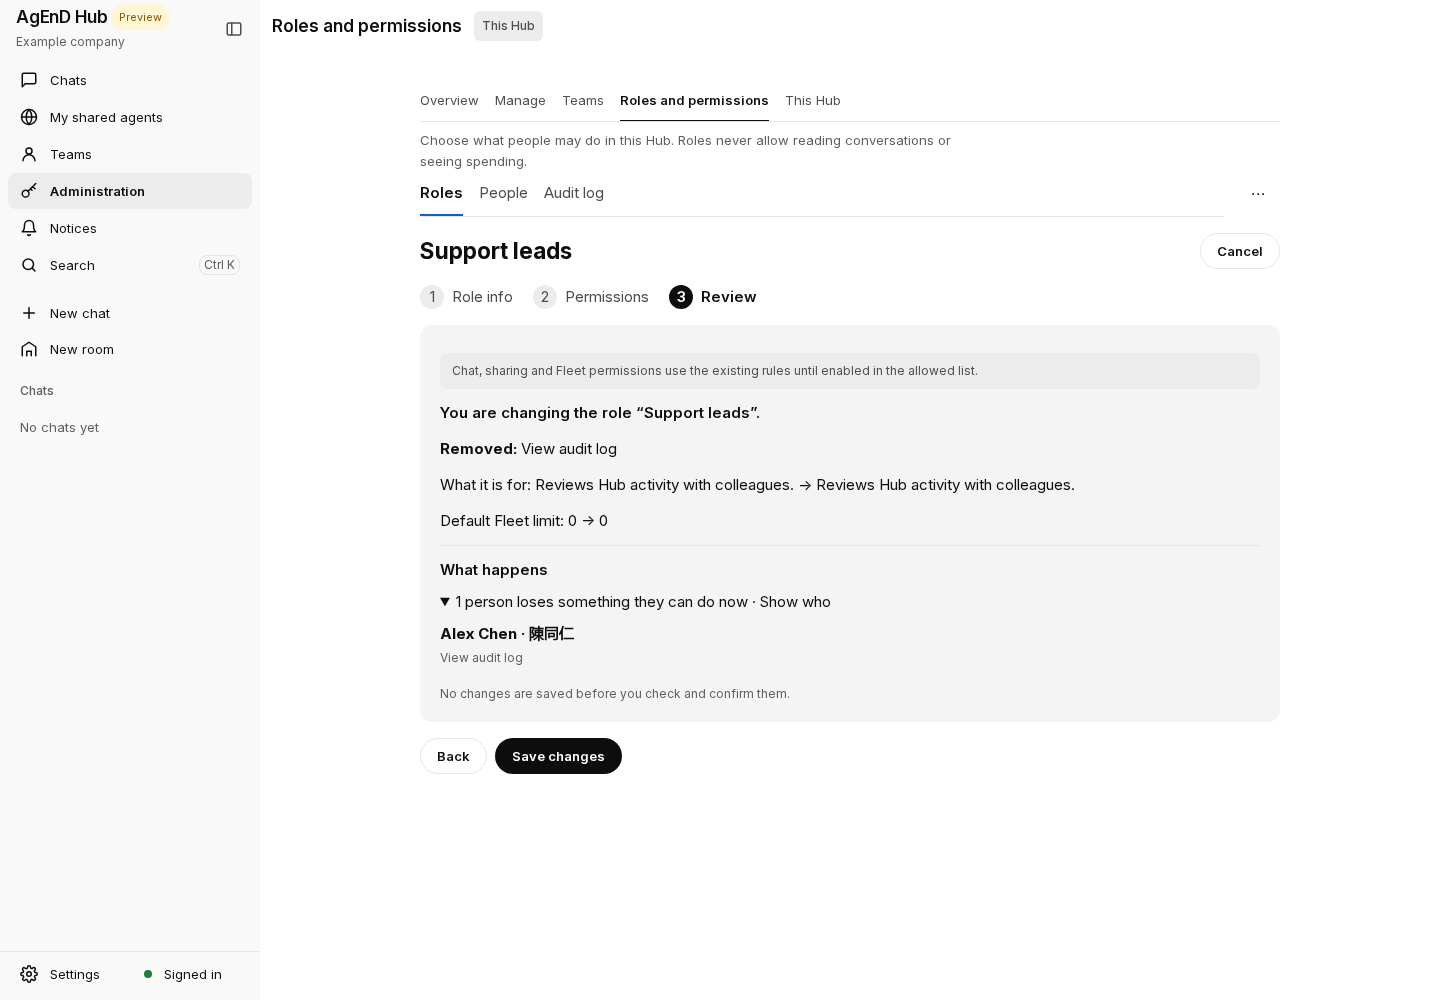 AgEnD Hub Preview
Example company
Chats
My shared agents
Teams
Administration
Notices
Search Ctrl K
New chat
New room
Chats
No chats yet
Settings
Signed in
Roles and permissions This Hub
Overview Manage Teams Roles and permissions This Hub
Choose what people may do in this Hub. Roles never allow reading conversations or
seeing spending.
Roles People Audit log ...
Support leads Cancel
1 Role info 2 Permissions 3 Review
Chat, sharing and Fleet permissions use the existing rules until enabled in the allowed list.
You are changing the role “Support leads”.
Removed: View audit log
What it is for: Reviews Hub activity with colleagues. → Reviews Hub activity with colleagues.
Default Fleet limit: 0 → 0
What happens
▼ 1 person loses something they can do now · Show who
Alex Chen · 陳同仁
View audit log
No changes are saved before you check and confirm them.
Back Save changes